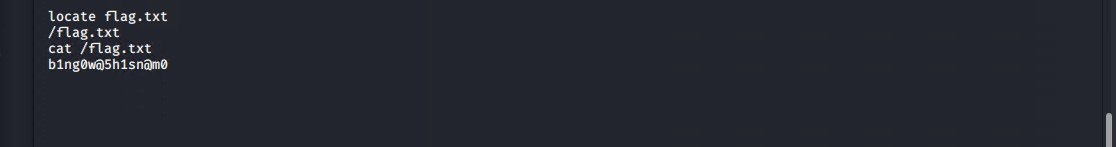 locate flag.txt
/flag.txt
cat /flag.txt
b1ng0w@5h1sn@m0